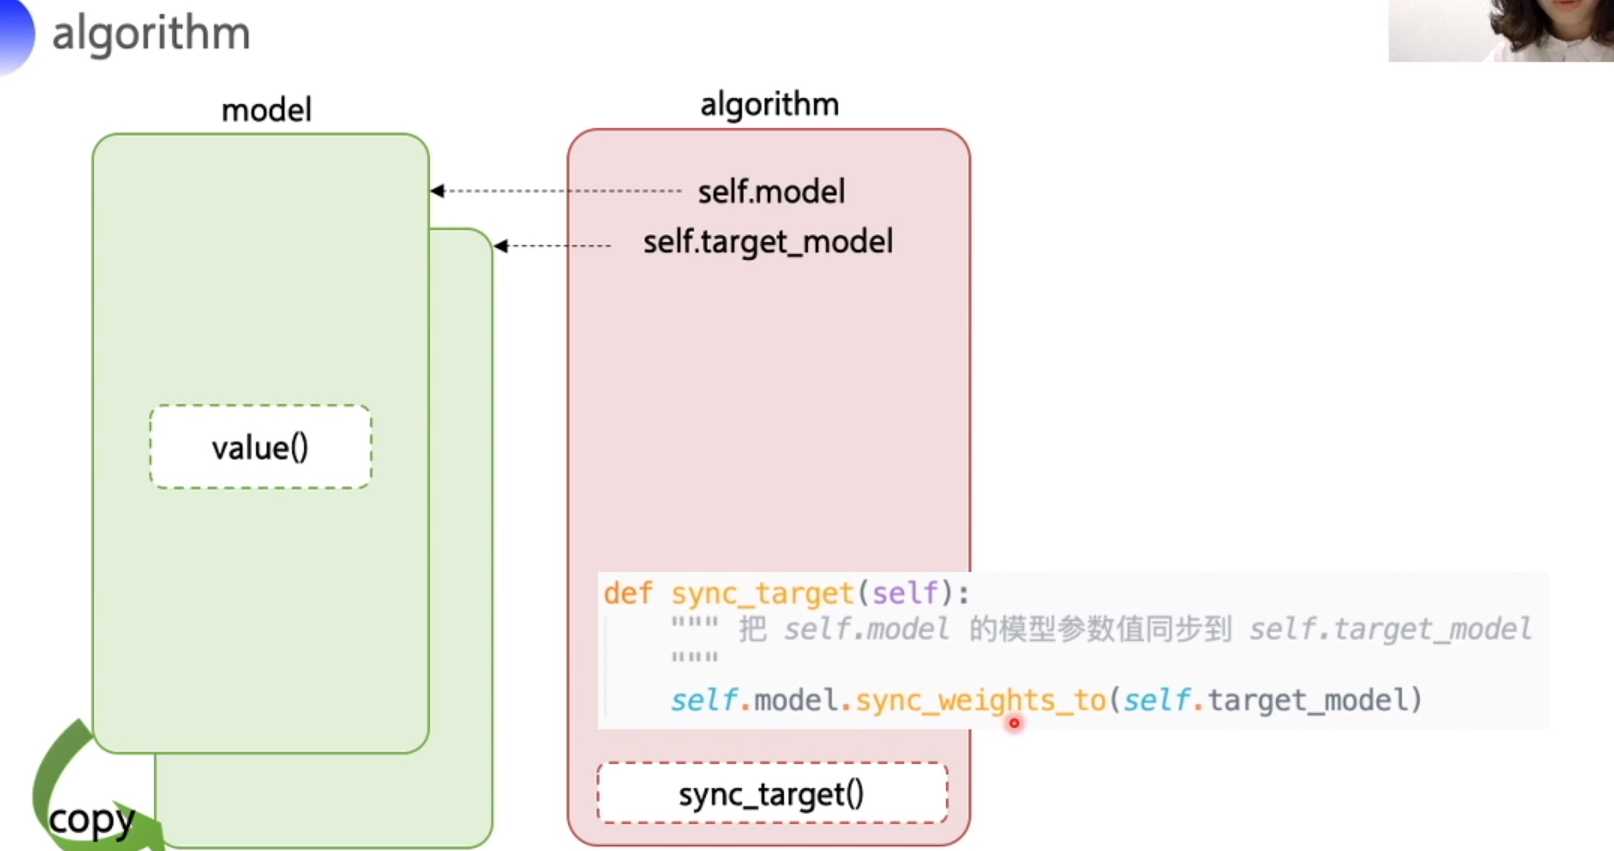 algorithm
model
algorithm
self.model
self.target_model
value()
def sync_target(self):
""" 把 self.model 的模型参数值同步到 self.target_model
"""
self.model.sync_weights_to(self.target_model)
sync_target()
copy